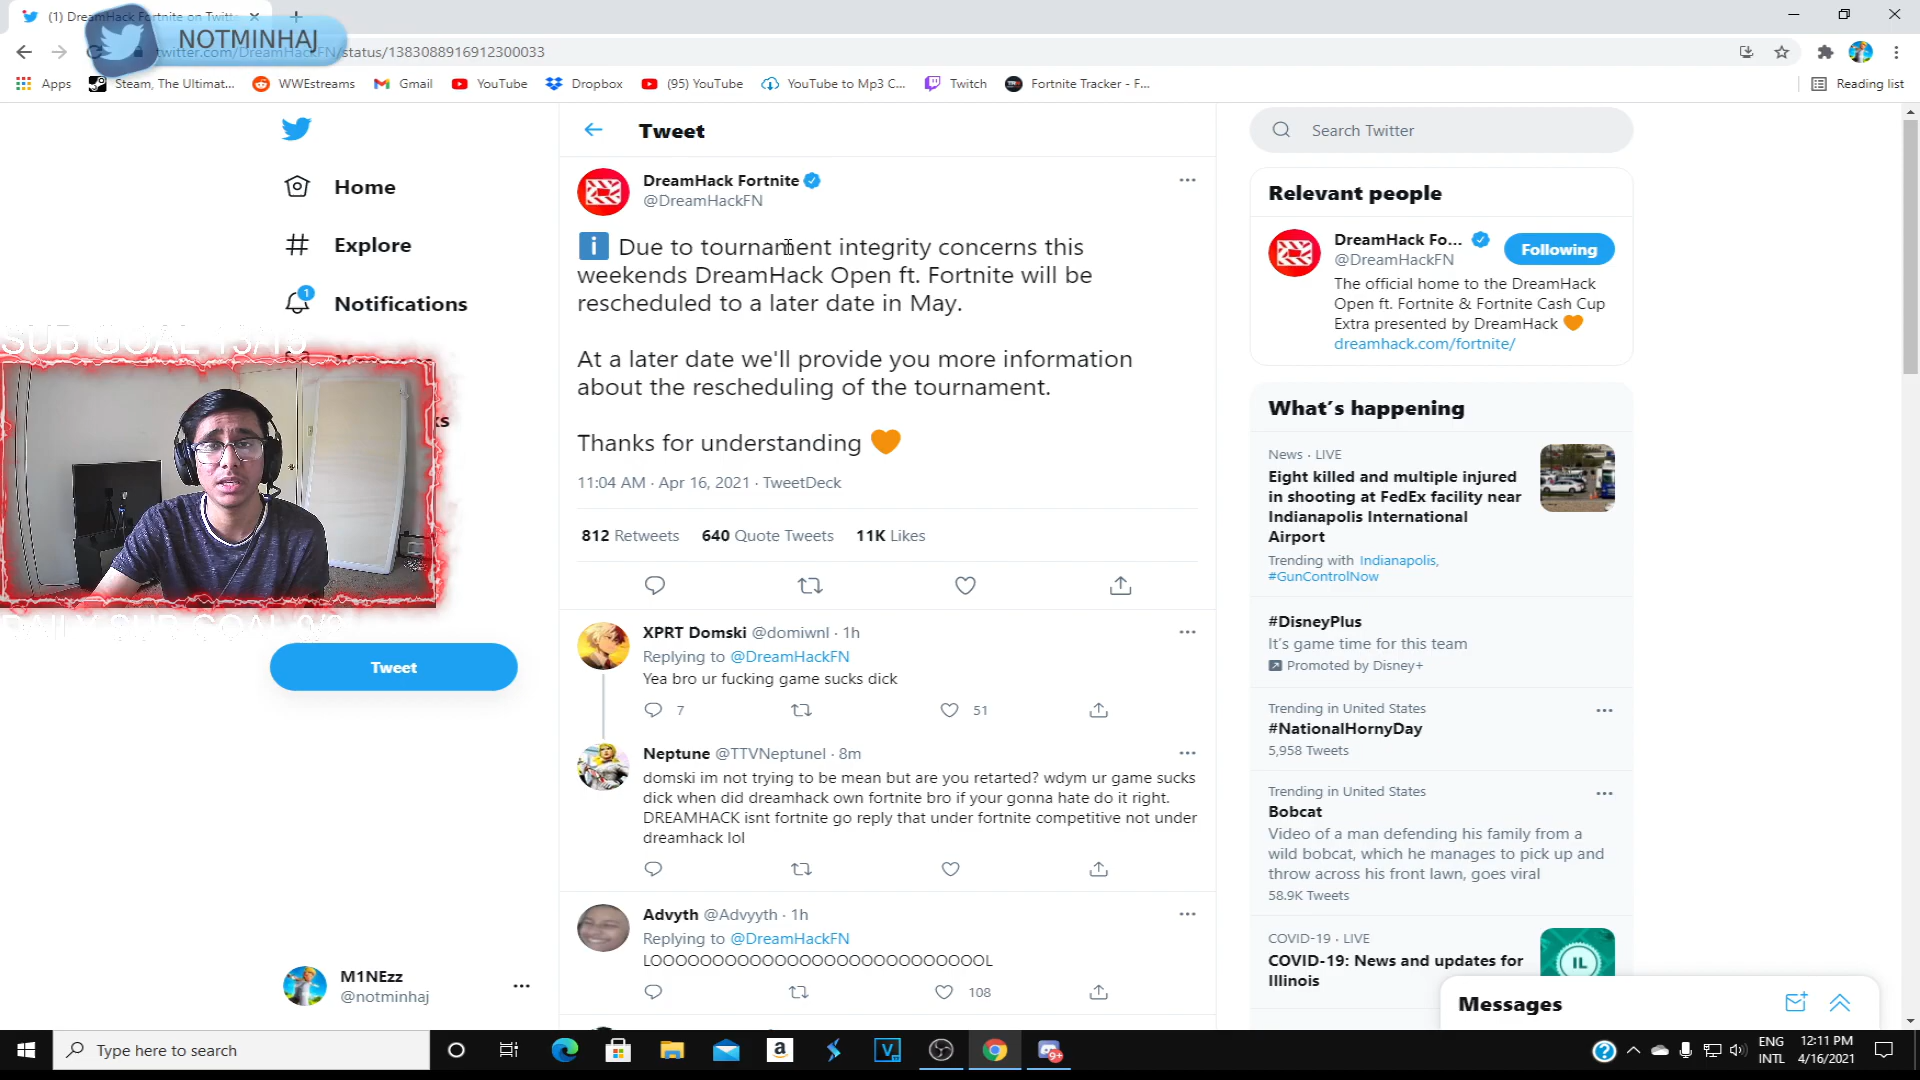 (1) DreamHack Fortnite on Twitt
NOTMINHAJ
twitter.com/DreamHackFN/status/1383088916912300033
Apps
Steam, The Ultimat...
WWEstreams
Gmail
YouTube
Dropbox
(95) YouTube
YouTube to Mp3 C...
Twitch
Fortnite Tracker - F...
Reading list
Home
Explore
1
Notifications
SUB GOAL 15/15
ks
DAILY SUB GOAL 0/2
Tweet
M1NEzz
@notminhaj
Tweet
DreamHack Fortnite
@DreamHackFN
i Due to tournament integrity concerns this
weekends DreamHack Open ft. Fortnite will be
rescheduled to a later date in May.
At a later date we'll provide you more information
about the rescheduling of the tournament.
Thanks for understanding 🧡
11:04 AM · Apr 16, 2021 · TweetDeck
812 Retweets 640 Quote Tweets 11K Likes
XPRT Domski @domiwnl · 1h
Replying to @DreamHackFN
Yea bro ur fucking game sucks dick
7 51
Neptune @TTVNeptunel · 8m
domski im not trying to be mean but are you retarted? wdym ur game sucks
dick when did dreamhack own fortnite bro if your gonna hate do it right.
DREAMHACK isnt fortnite go reply that under fortnite competitive not under
dreamhack lol
Advyth @Advyyth · 1h
Replying to @DreamHackFN
LOOOOOOOOOOOOOOOOOOOOOOOOOOOL
108
Search Twitter
Relevant people
DreamHack Fo...
@DreamHackFN
Following
The official home to the DreamHack
Open ft. Fortnite & Fortnite Cash Cup
Extra presented by DreamHack 🧡
dreamhack.com/fortnite/
What's happening
News · LIVE
Eight killed and multiple injured
in shooting at FedEx facility near
Indianapolis International
Airport
Trending with Indianapolis,
#GunControlNow
#DisneyPlus
It's game time for this team
Promoted by Disney+
Trending in United States
#NationalHornyDay
5,958 Tweets
Trending in United States
Bobcat
Video of a man defending his family from a
wild bobcat, which he manages to pick up and
throw across his front lawn, goes viral
58.9K Tweets
COVID-19 · LIVE
COVID-19: News and updates for
Illinois
IL
Messages
Type here to search
9+
ENG
INTL
12:11 PM
4/16/2021